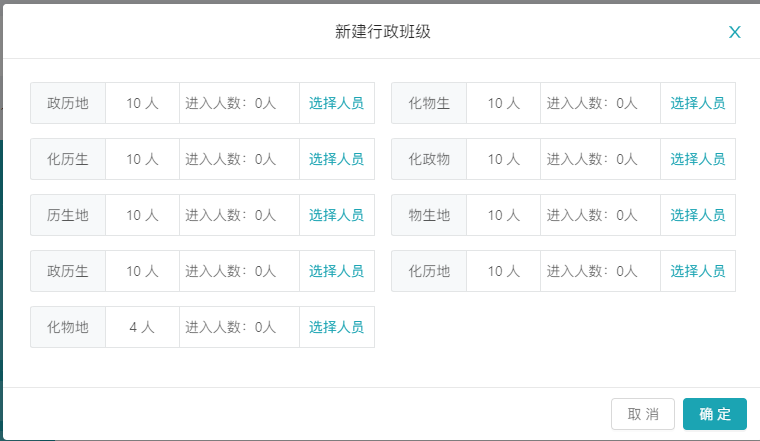 新建行政班级 X
政历地 10 人 进入人数：0人 选择人员 化物生 10 人 进入人数：0人 选择人员
化历生 10 人 进入人数：0人 选择人员 化政物 10 人 进入人数：0人 选择人员
历生地 10 人 进入人数：0人 选择人员 物生地 10 人 进入人数：0人 选择人员
政历生 10 人 进入人数：0人 选择人员 化历地 10 人 进入人数：0人 选择人员
化物地 4 人 进入人数：0人 选择人员
取 消 确 定